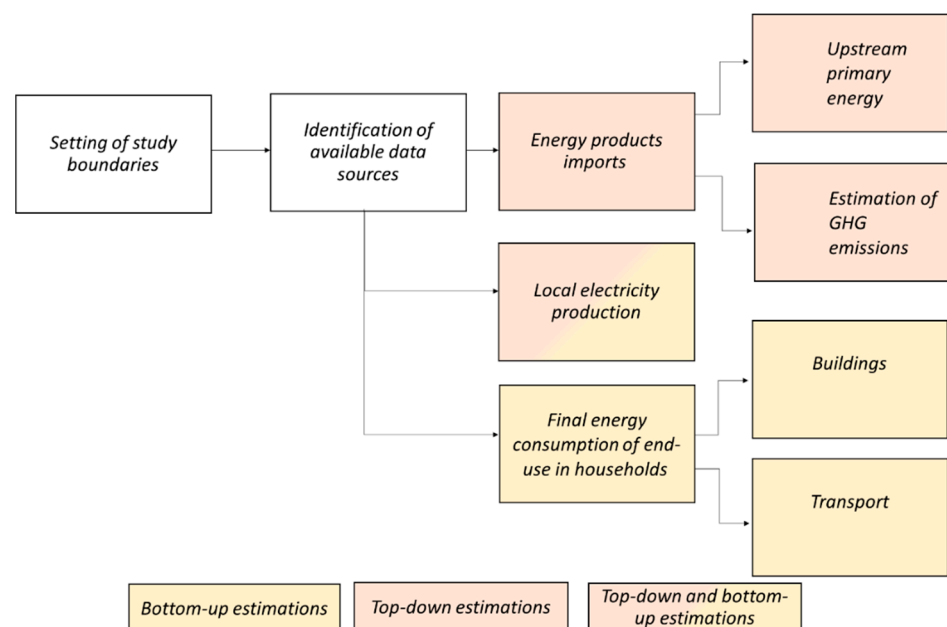 Setting of study
boundaries
Identification of
available data
sources
Energy products
imports
Upstream
primary
energy
Estimation of
GHG
emissions
Local electricity
production
Final energy
consumption of end-
use in households
Buildings
Transport
Bottom-up estimations
Top-down estimations
Top-down and bottom-
up estimations